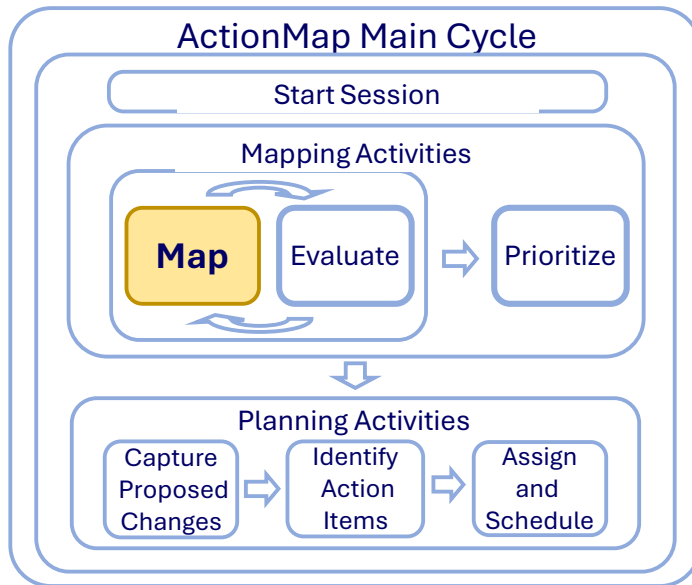 ActionMap Main Cycle
Start Session
Mapping Activities
Map
Evaluate
Prioritize
Planning Activities
Capture
Proposed
Changes
Identify
Action
Items
Assign
and
Schedule